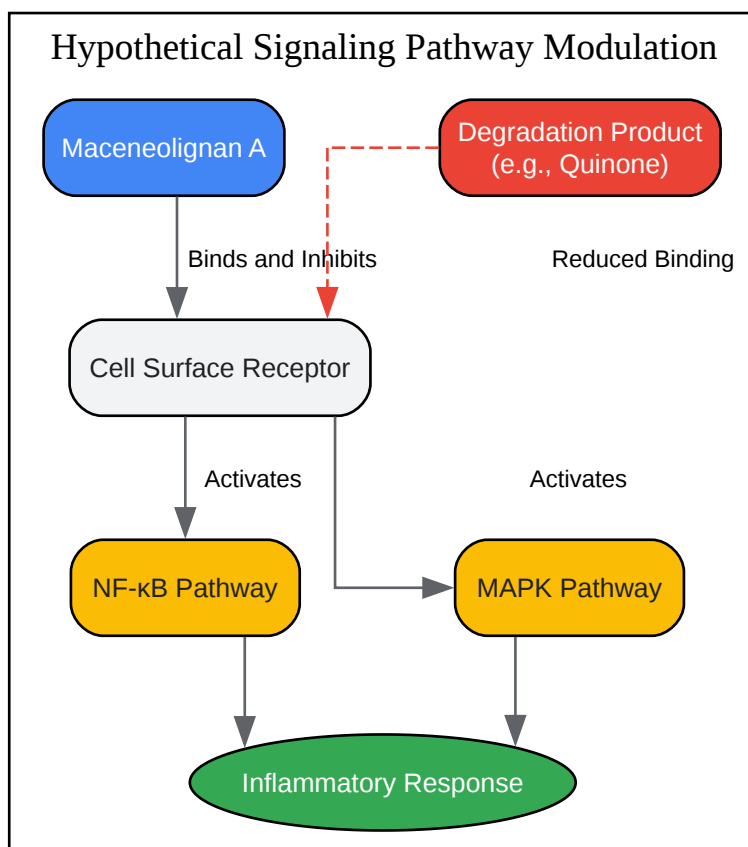 Hypothetical Signaling Pathway Modulation
Maceneolignan A
Degradation Product
(e.g., Quinone)
Binds and Inhibits
Reduced Binding
Cell Surface Receptor
Activates
Activates
NF-κB Pathway
MAPK Pathway
Inflammatory Response